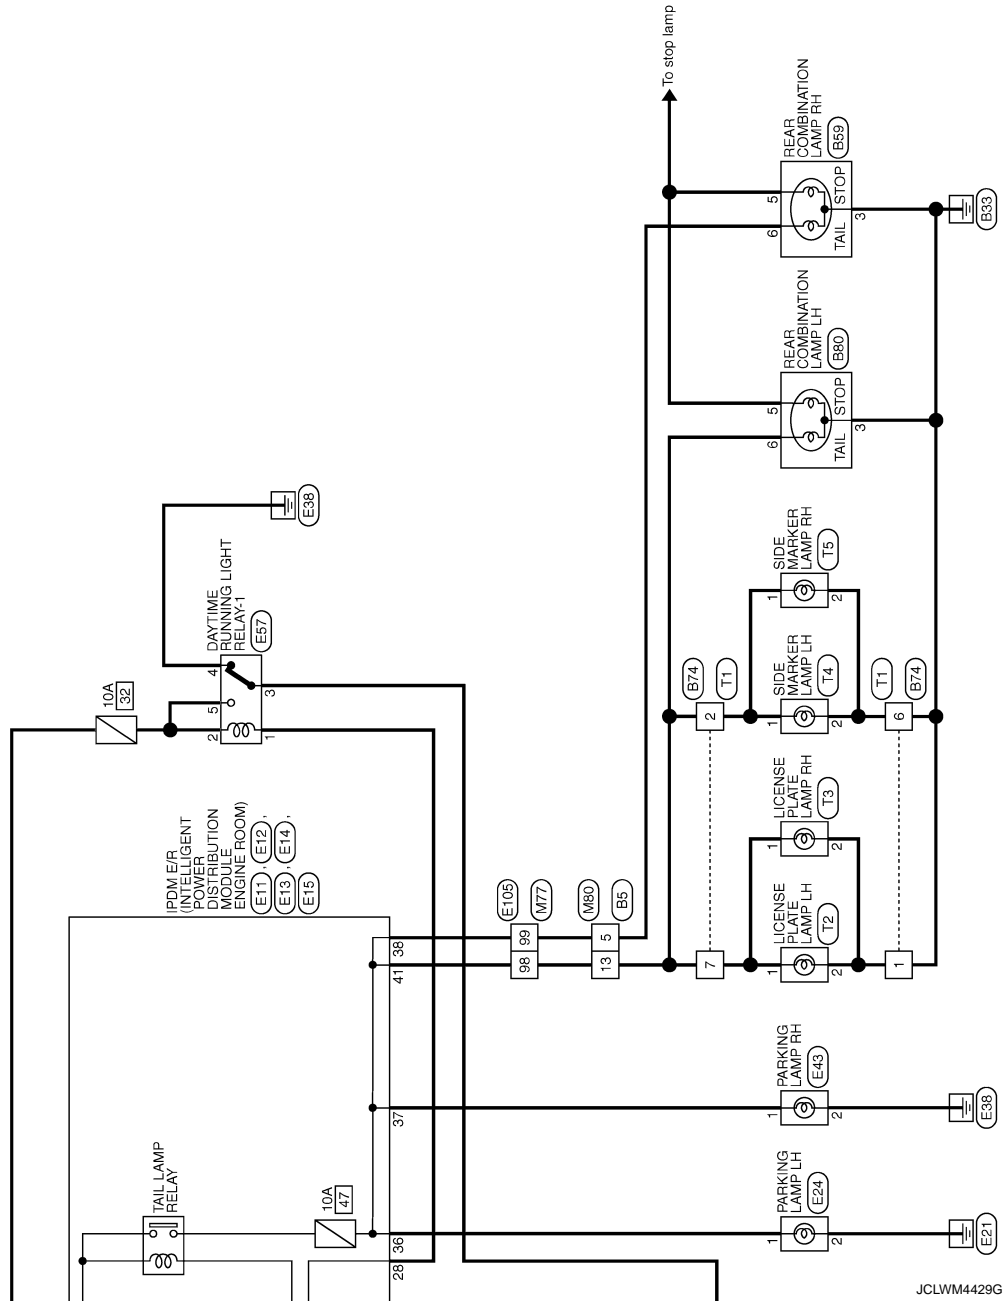 To stop lamp
REAR
COMBINATION
LAMP RH
B59
5
6
STOP
TAIL
3
B33
REAR
COMBINATION
LAMP LH
B80
5
6
STOP
TAIL
3
E38
DAYTIME
RUNNING LIGHT
RELAY-1
E57
10A
32
4
5
2
3
1
SIDE
MARKER
LAMP RH
T5
1
2
SIDE
MARKER
LAMP LH
T4
1
2
B74
T1
2
T1
B74
6
LICENSE
PLATE
LAMP RH
T3
1
2
LICENSE
PLATE
LAMP LH
T2
1
2
7
1
IPDM E/R
(INTELLIGENT
POWER
DISTRIBUTION
MODULE
ENGINE ROOM)
E11 , E12 ,
E13 , E14 ,
E15
38
41
E105
M77
99
98
M80
B5
5
13
37
PARKING
LAMP RH
E43
1
2
E38
TAIL LAMP
RELAY
10A
47
36
28
PARKING
LAMP LH
E24
1
2
E21
JCLWM4429G